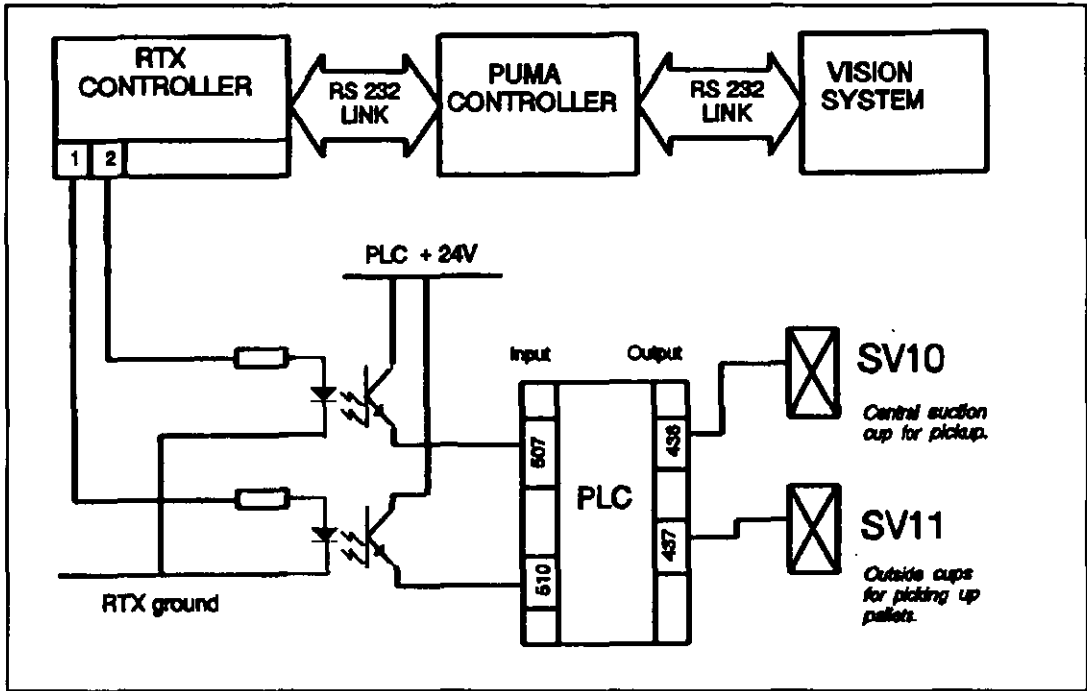 RTX
CONTROLLER
RS 232
LINK
PUMA
CONTROLLER
RS 232
LINK
VISION
SYSTEM
1 2
PLC + 24V
Input
Output
SV10
Central suction
cup for pickup.
507
436
PLC
SV11
437
510
Outside cups
for picking up
pallets.
RTX ground